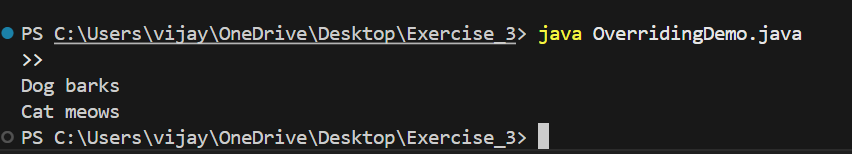 PS C:\Users\vijay\OneDrive\Desktop\Exercise_3> java OverridingDemo.java
>>
Dog barks
Cat meows
PS C:\Users\vijay\OneDrive\Desktop\Exercise_3>